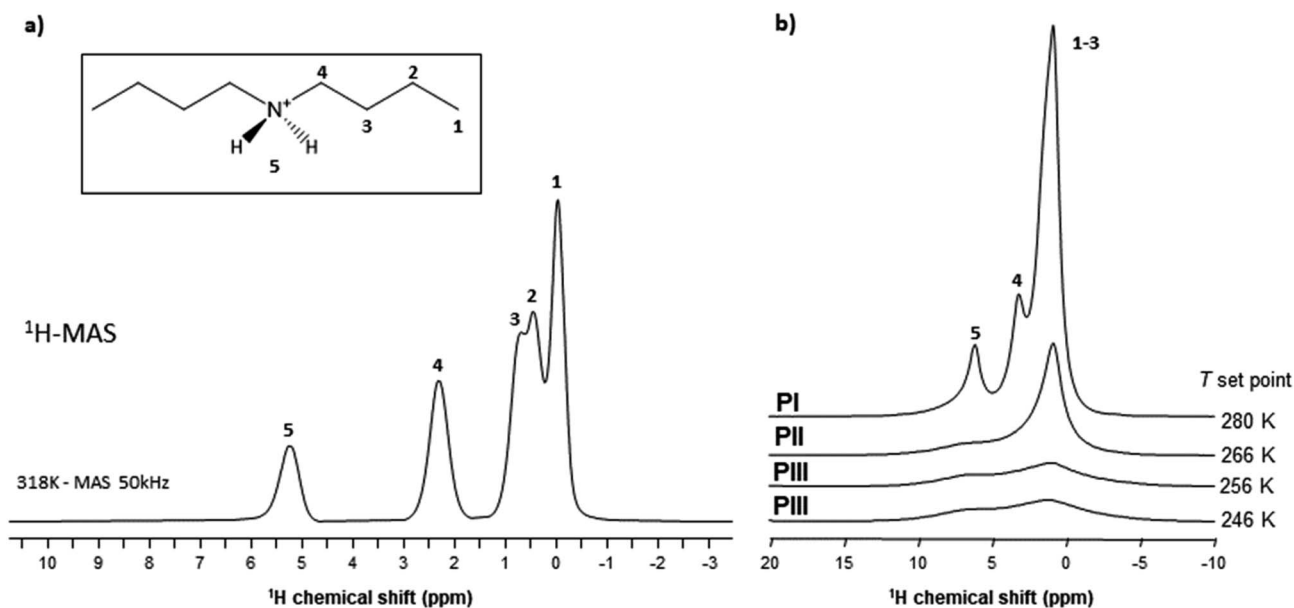 a)
4
2
N+
3
1
H
H
5
1
2
3
4
5
¹H-MAS
318K - MAS 50kHz
10 9 8 7 6 5 4 3 2 1 0 -1 -2 -3
¹H chemical shift (ppm)
b)
1-3
4
5
T set point
PI
280 K
PII
266 K
PIII
256 K
PIII
246 K
20 15 10 5 0 -5 -10
¹H chemical shift (ppm)